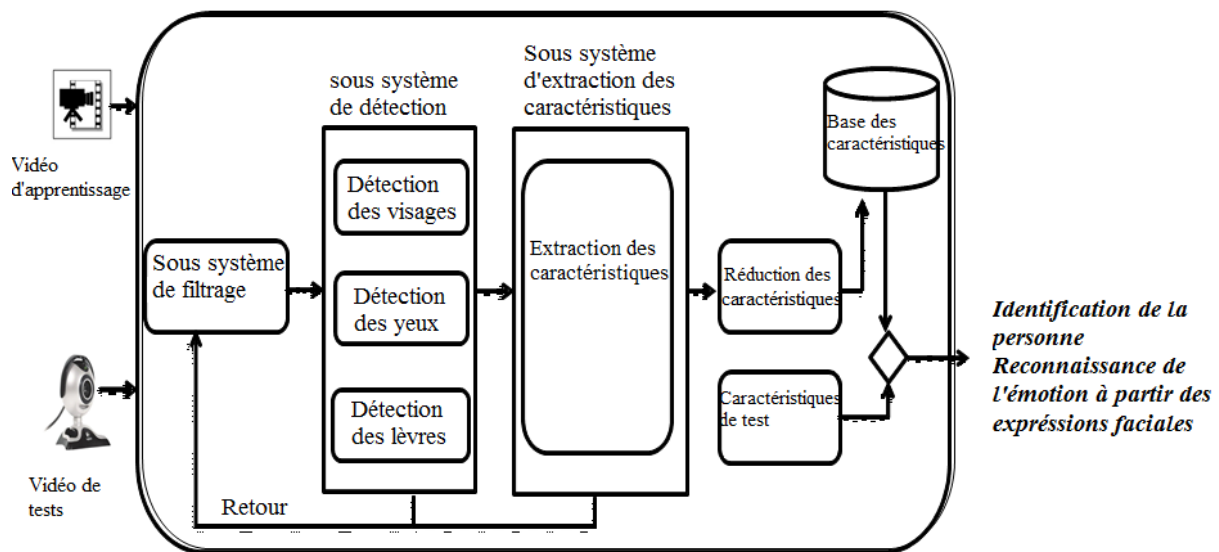 Vidéo
d'apprentissage
Vidéo de
tests
Sous système
de filtrage
sous système
de détection
Détection
des visages
Détection
des yeux
Détection
des lèvres
Retour
Sous système
d'extraction des
caractéristiques
Extraction des
caractéristiques
Réduction des
caractéristiques
Caractéristiques
de test
Base des
caractéristiques
Identification de la
personne
Reconnaissance de
l'émotion à partir des
expréssions faciales